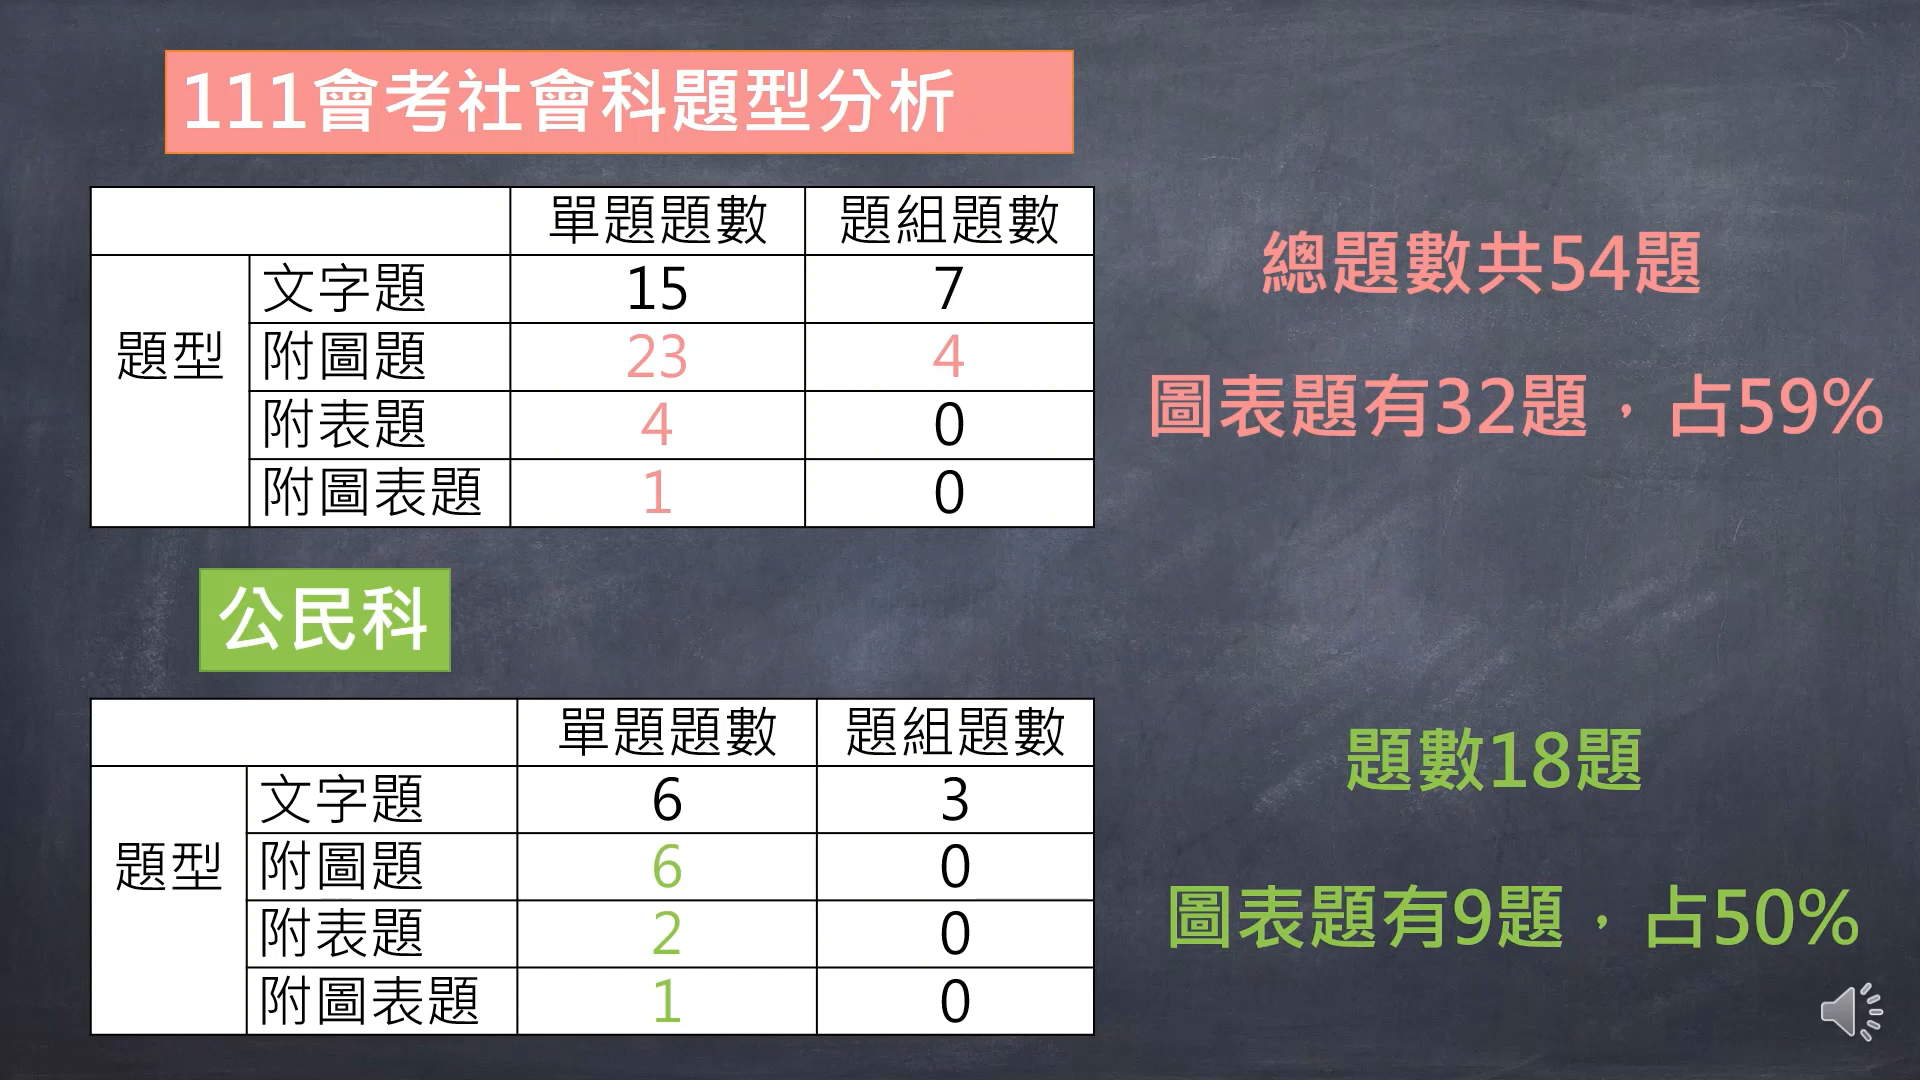 111會考社會科題型分析
單題題數 題組題數
題型
文字題 15 7
附圖題 23 4
附表題 4 0
附圖表題 1 0
總題數共54題
圖表題有32題，占59%
公民科
單題題數 題組題數
題型
文字題 6 3
附圖題 6 0
附表題 2 0
附圖表題 1 0
題數18題
圖表題有9題，占50%